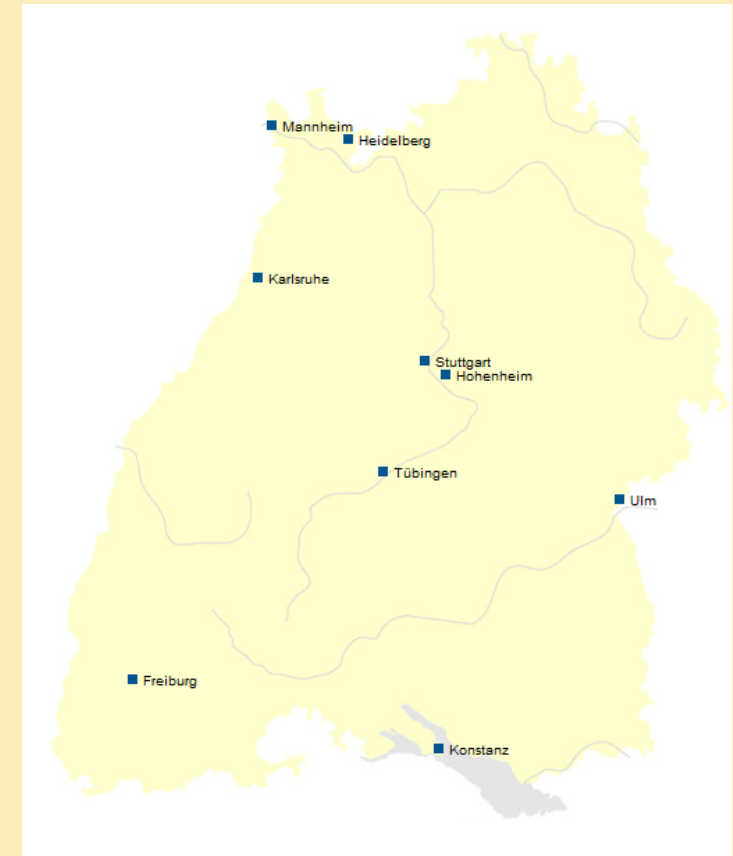 Mannheim
Heidelberg
Karlsruhe
Stuttgart
Hohenheim
Tübingen
Ulm
Freiburg
Konstanz